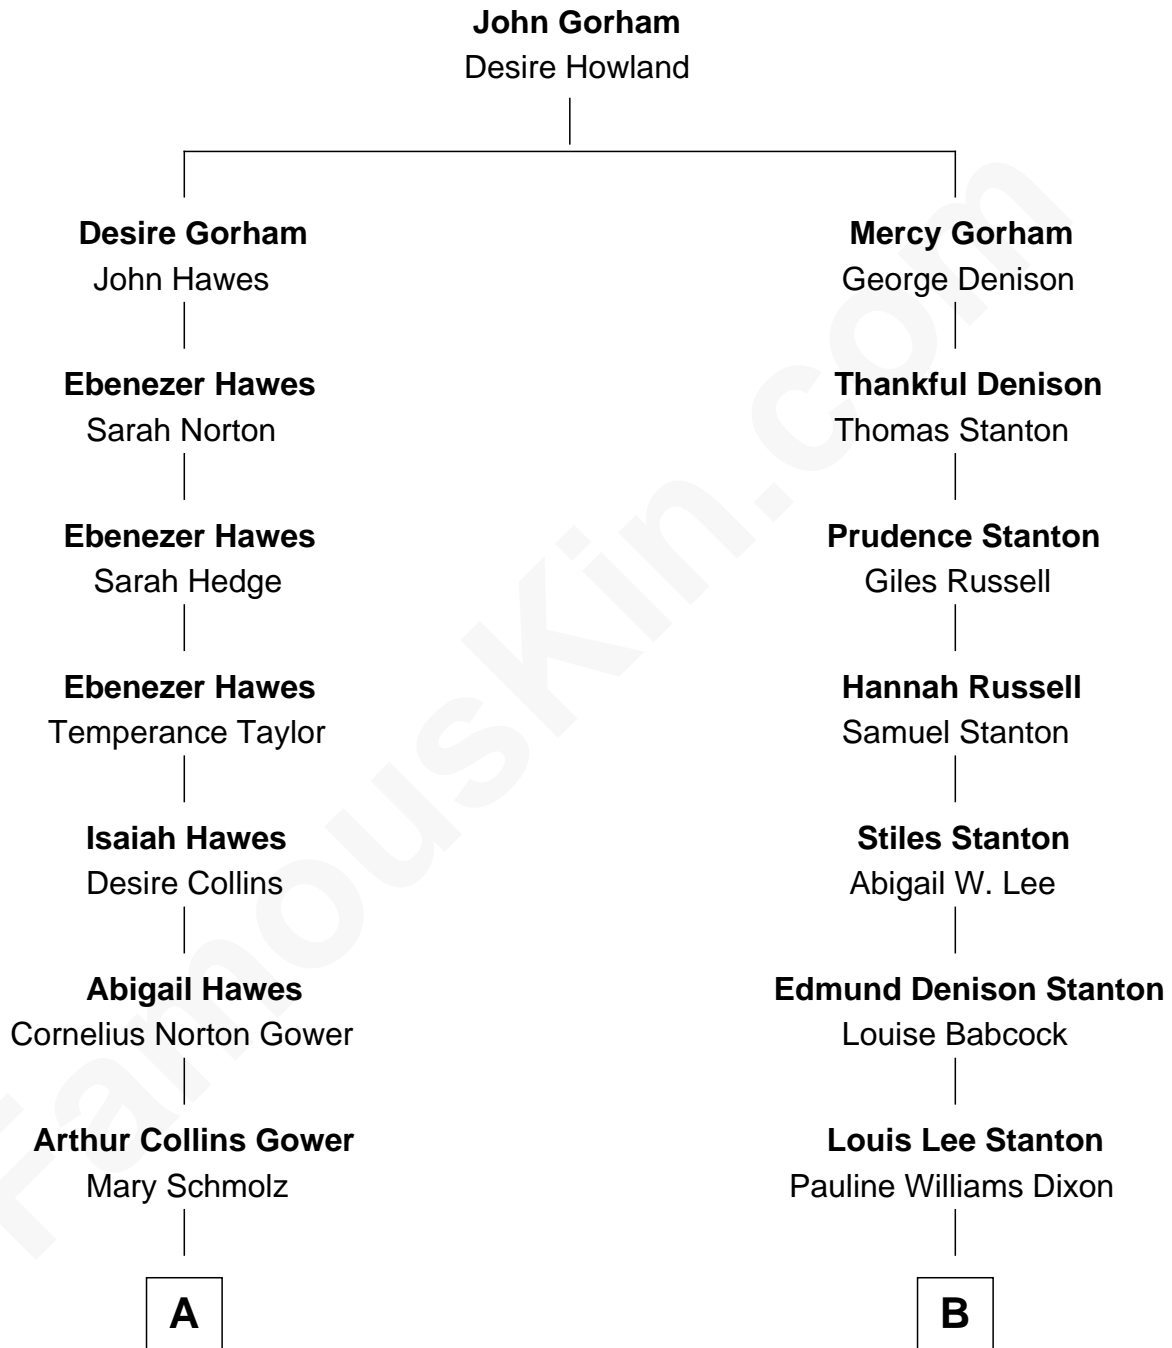 John Gorham
Desire Howland
Desire Gorham
John Hawes
Mercy Gorham
George Denison
Ebenezer Hawes
Sarah Norton
Thankful Denison
Thomas Stanton
Ebenezer Hawes
Sarah Hedge
Prudence Stanton
Giles Russell
Ebenezer Hawes
Temperance Taylor
Hannah Russell
Samuel Stanton
Isaiah Hawes
Desire Collins
Stiles Stanton
Abigail W. Lee
Abigail Hawes
Cornelius Norton Gower
Edmund Denison Stanton
Louise Babcock
Arthur Collins Gower
Mary Schmolz
Louis Lee Stanton
Pauline Williams Dixon
A
B
FamousKin.com